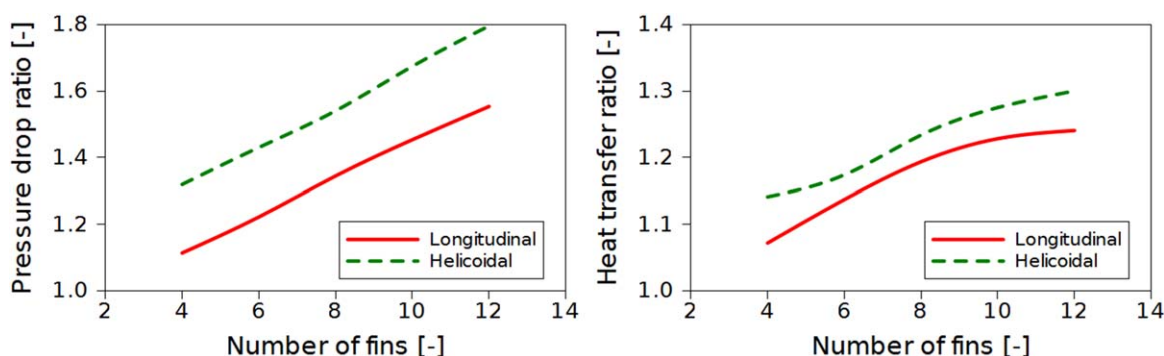 Pressure drop ratio [-]
1.8
1.6
1.4
1.2
1.0
2 4 6 8 10 12 14
Number of fins [-]
Longitudinal
Helicoidal
Heat transfer ratio [-]
1.4
1.3
1.2
1.1
1.0
2 4 6 8 10 12 14
Number of fins [-]
Longitudinal
Helicoidal